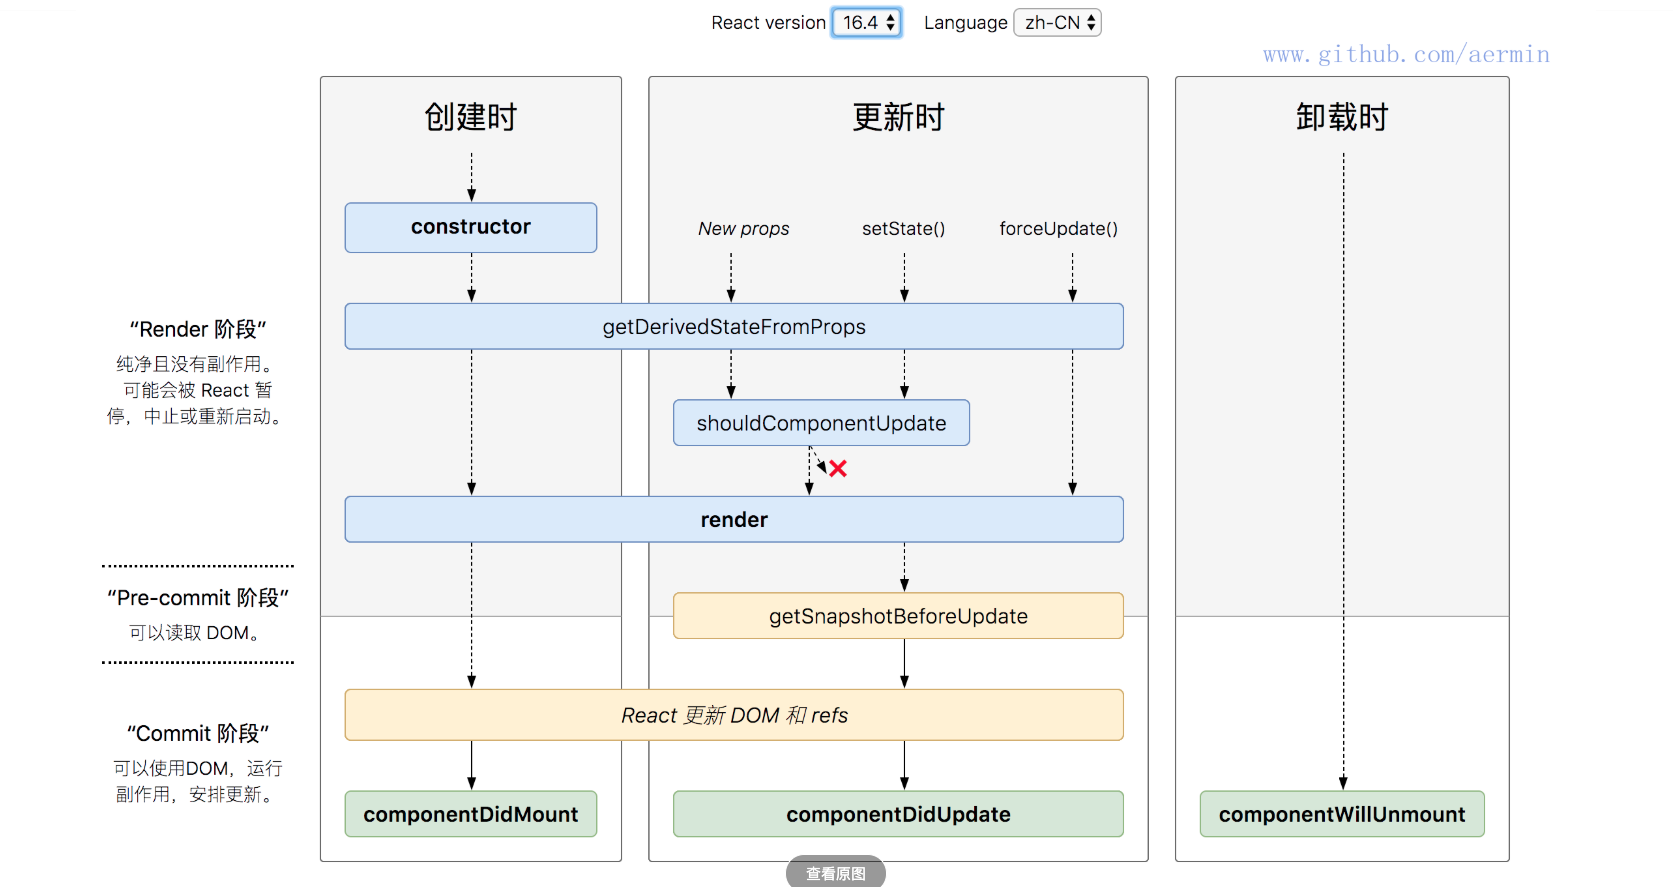 React version 16.4 Language zh-CN
www.github.com/aermin
创建时
更新时
卸载时
constructor
New props
setState()
forceUpdate()
“Render 阶段”
纯净且没有副作用。
可能会被 React 暂
停，中止或重新启动。
getDerivedStateFromProps
shouldComponentUpdate
render
“Pre-commit 阶段”
可以读取 DOM。
getSnapshotBeforeUpdate
“Commit 阶段”
可以使用DOM，运行
副作用，安排更新。
React 更新 DOM 和 refs
componentDidMount
componentDidUpdate
componentWillUnmount
查看原图